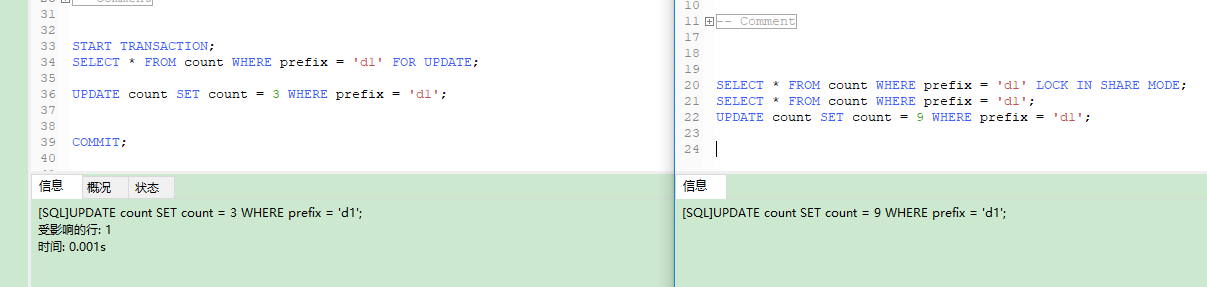 30 -- Comment
31
32
33 START TRANSACTION;
34 SELECT * FROM count WHERE prefix = 'd1' FOR UPDATE;
35
36 UPDATE count SET count = 3 WHERE prefix = 'd1';
37
38
39 COMMIT;
40
信息 概况 状态
[SQL]UPDATE count SET count = 3 WHERE prefix = 'd1';
受影响的行: 1
时间: 0.001s
10
11 -- Comment
17
18
19
20 SELECT * FROM count WHERE prefix = 'd1' LOCK IN SHARE MODE;
21 SELECT * FROM count WHERE prefix = 'd1';
22 UPDATE count SET count = 9 WHERE prefix = 'd1';
23
24
信息
[SQL]UPDATE count SET count = 9 WHERE prefix = 'd1';